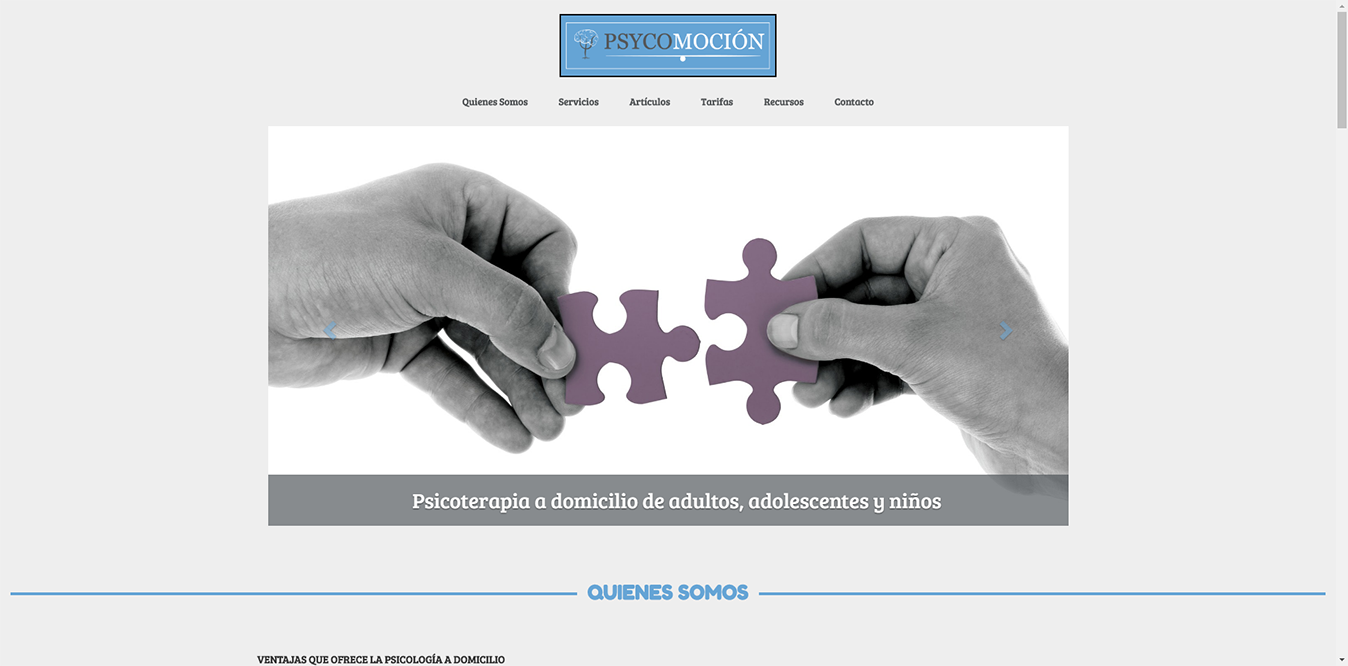 PSYCOMOCIÓN
Quienes Somos Servicios Artículos Tarifas Recursos Contacto
Psicoterapia a domicilio de adultos, adolescentes y niños
QUIENES SOMOS
VENTAJAS QUE OFRECE LA PSICOLOGÍA A DOMICILIO